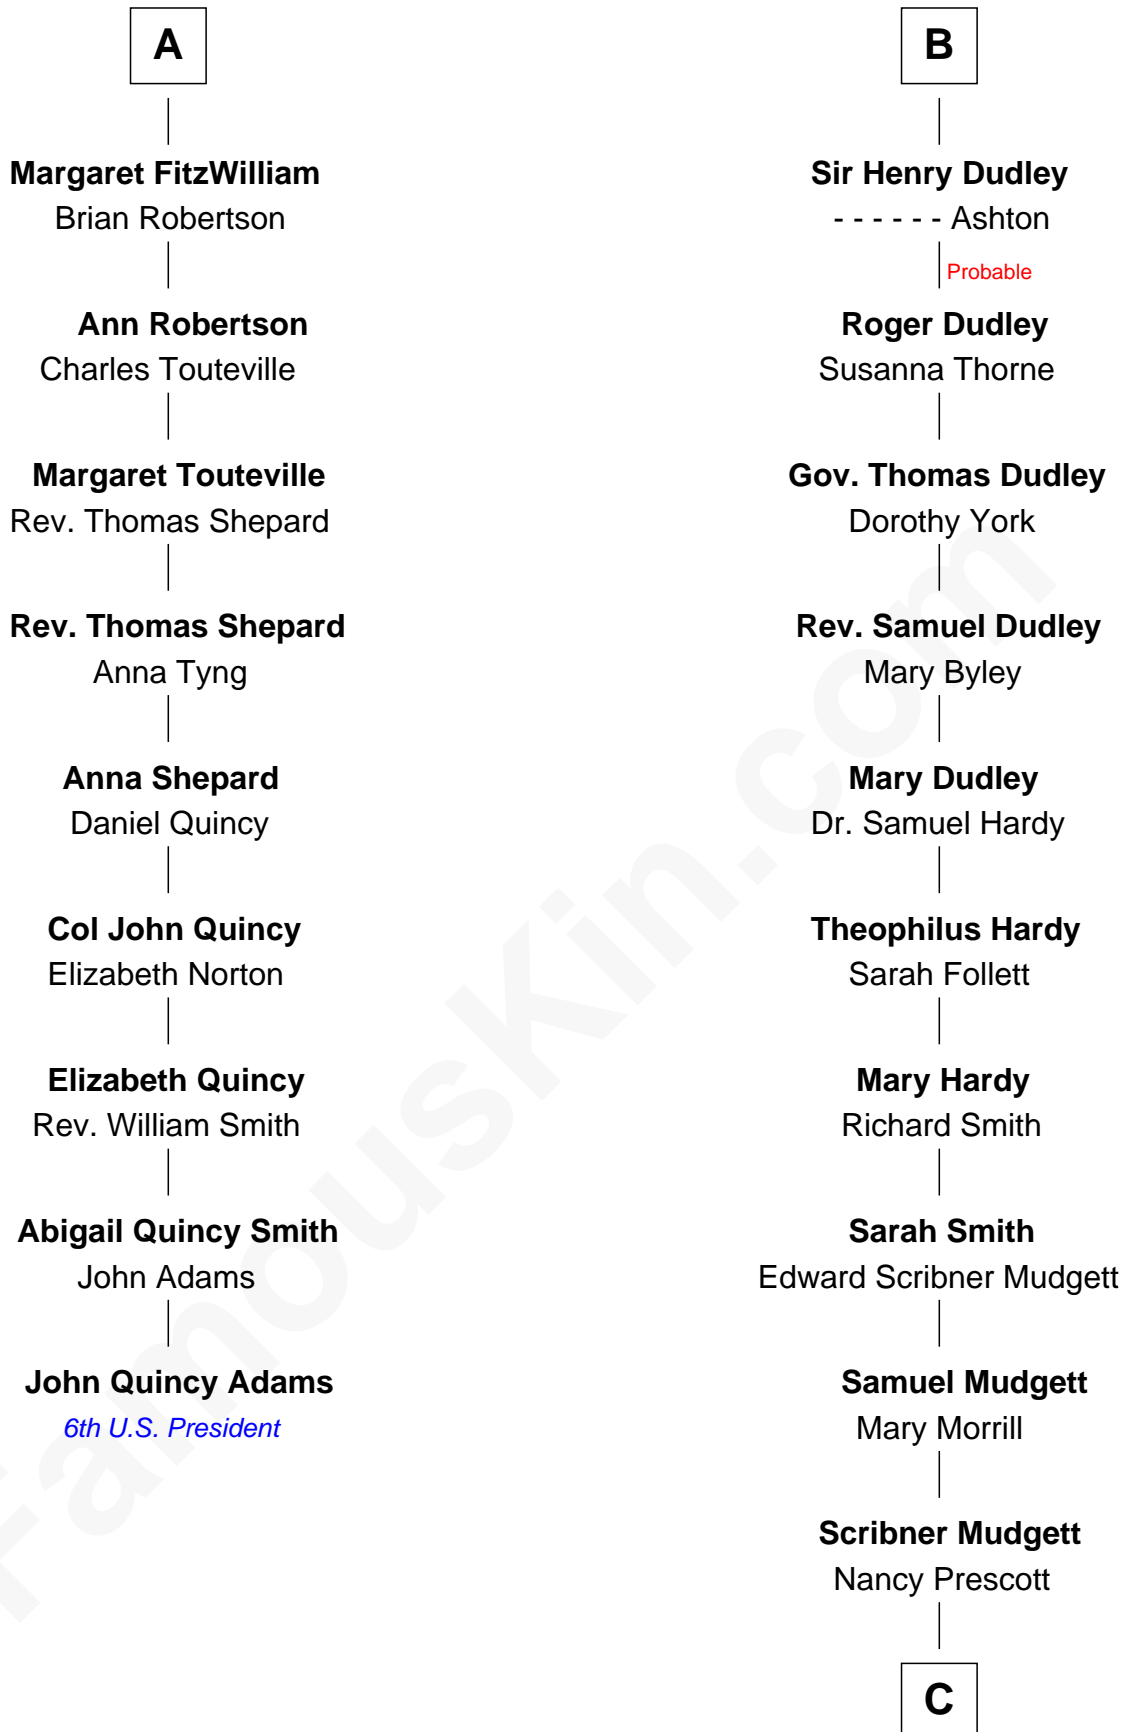 A
Margaret FitzWilliam
Brian Robertson
Ann Robertson
Charles Touteville
Margaret Touteville
Rev. Thomas Shepard
Rev. Thomas Shepard
Anna Tyng
Anna Shepard
Daniel Quincy
Col John Quincy
Elizabeth Norton
Elizabeth Quincy
Rev. William Smith
Abigail Quincy Smith
John Adams
John Quincy Adams
6th U.S. President
B
Sir Henry Dudley
- - - - - - Ashton
Probable
Roger Dudley
Susanna Thorne
Gov. Thomas Dudley
Dorothy York
Rev. Samuel Dudley
Mary Byley
Mary Dudley
Dr. Samuel Hardy
Theophilus Hardy
Sarah Follett
Mary Hardy
Richard Smith
Sarah Smith
Edward Scribner Mudgett
Samuel Mudgett
Mary Morrill
Scribner Mudgett
Nancy Prescott
C
FamousKin.com